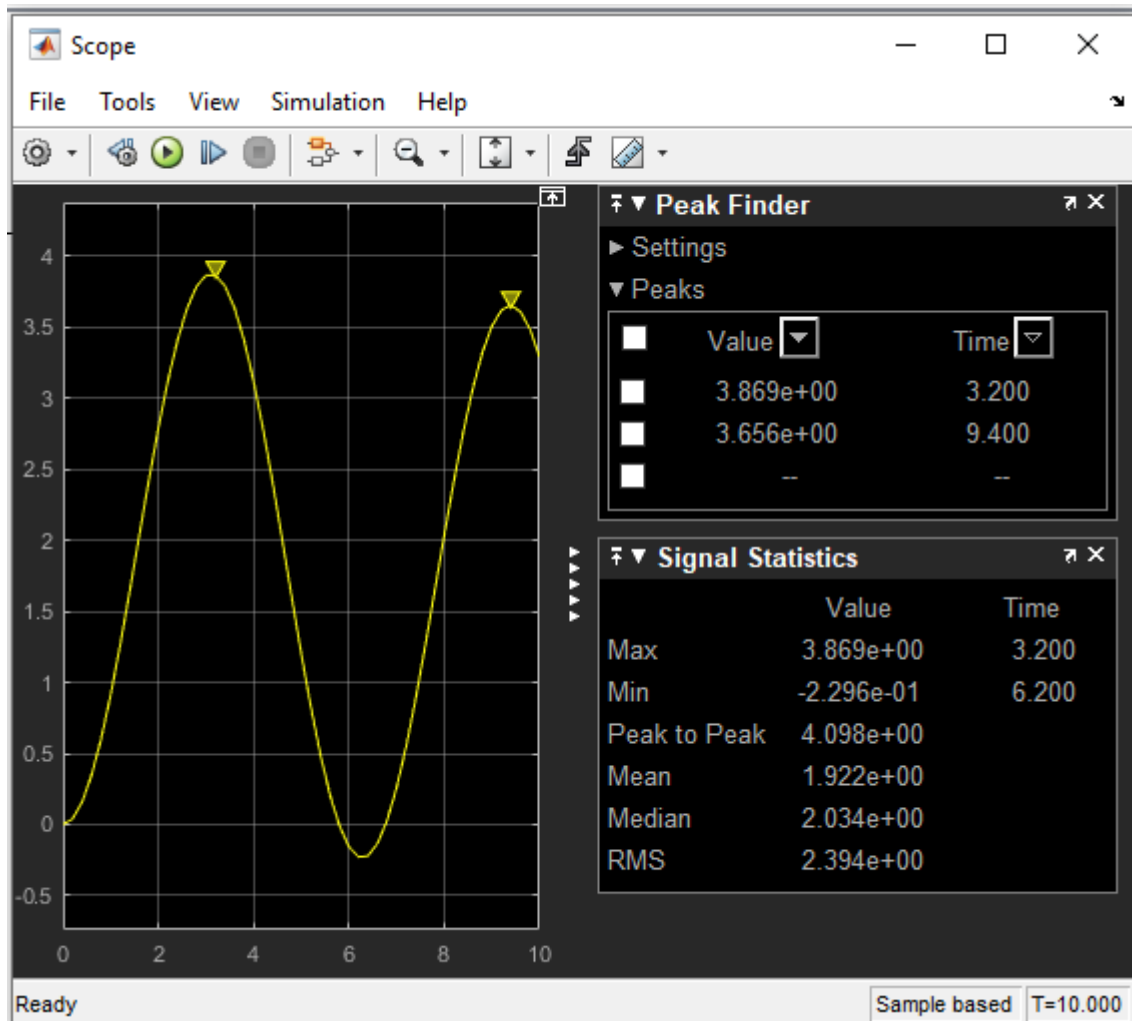 Scope
File Tools View Simulation Help
Peak Finder
Settings
Peaks
Value Time
3.869e+00 3.200
3.656e+00 9.400
-- --
Signal Statistics
Value Time
Max 3.869e+00 3.200
Min -2.296e-01 6.200
Peak to Peak 4.098e+00
Mean 1.922e+00
Median 2.034e+00
RMS 2.394e+00
4
3.5
3
2.5
2
1.5
1
0.5
0
-0.5
0 2 4 6 8 10
Ready Sample based T=10.000